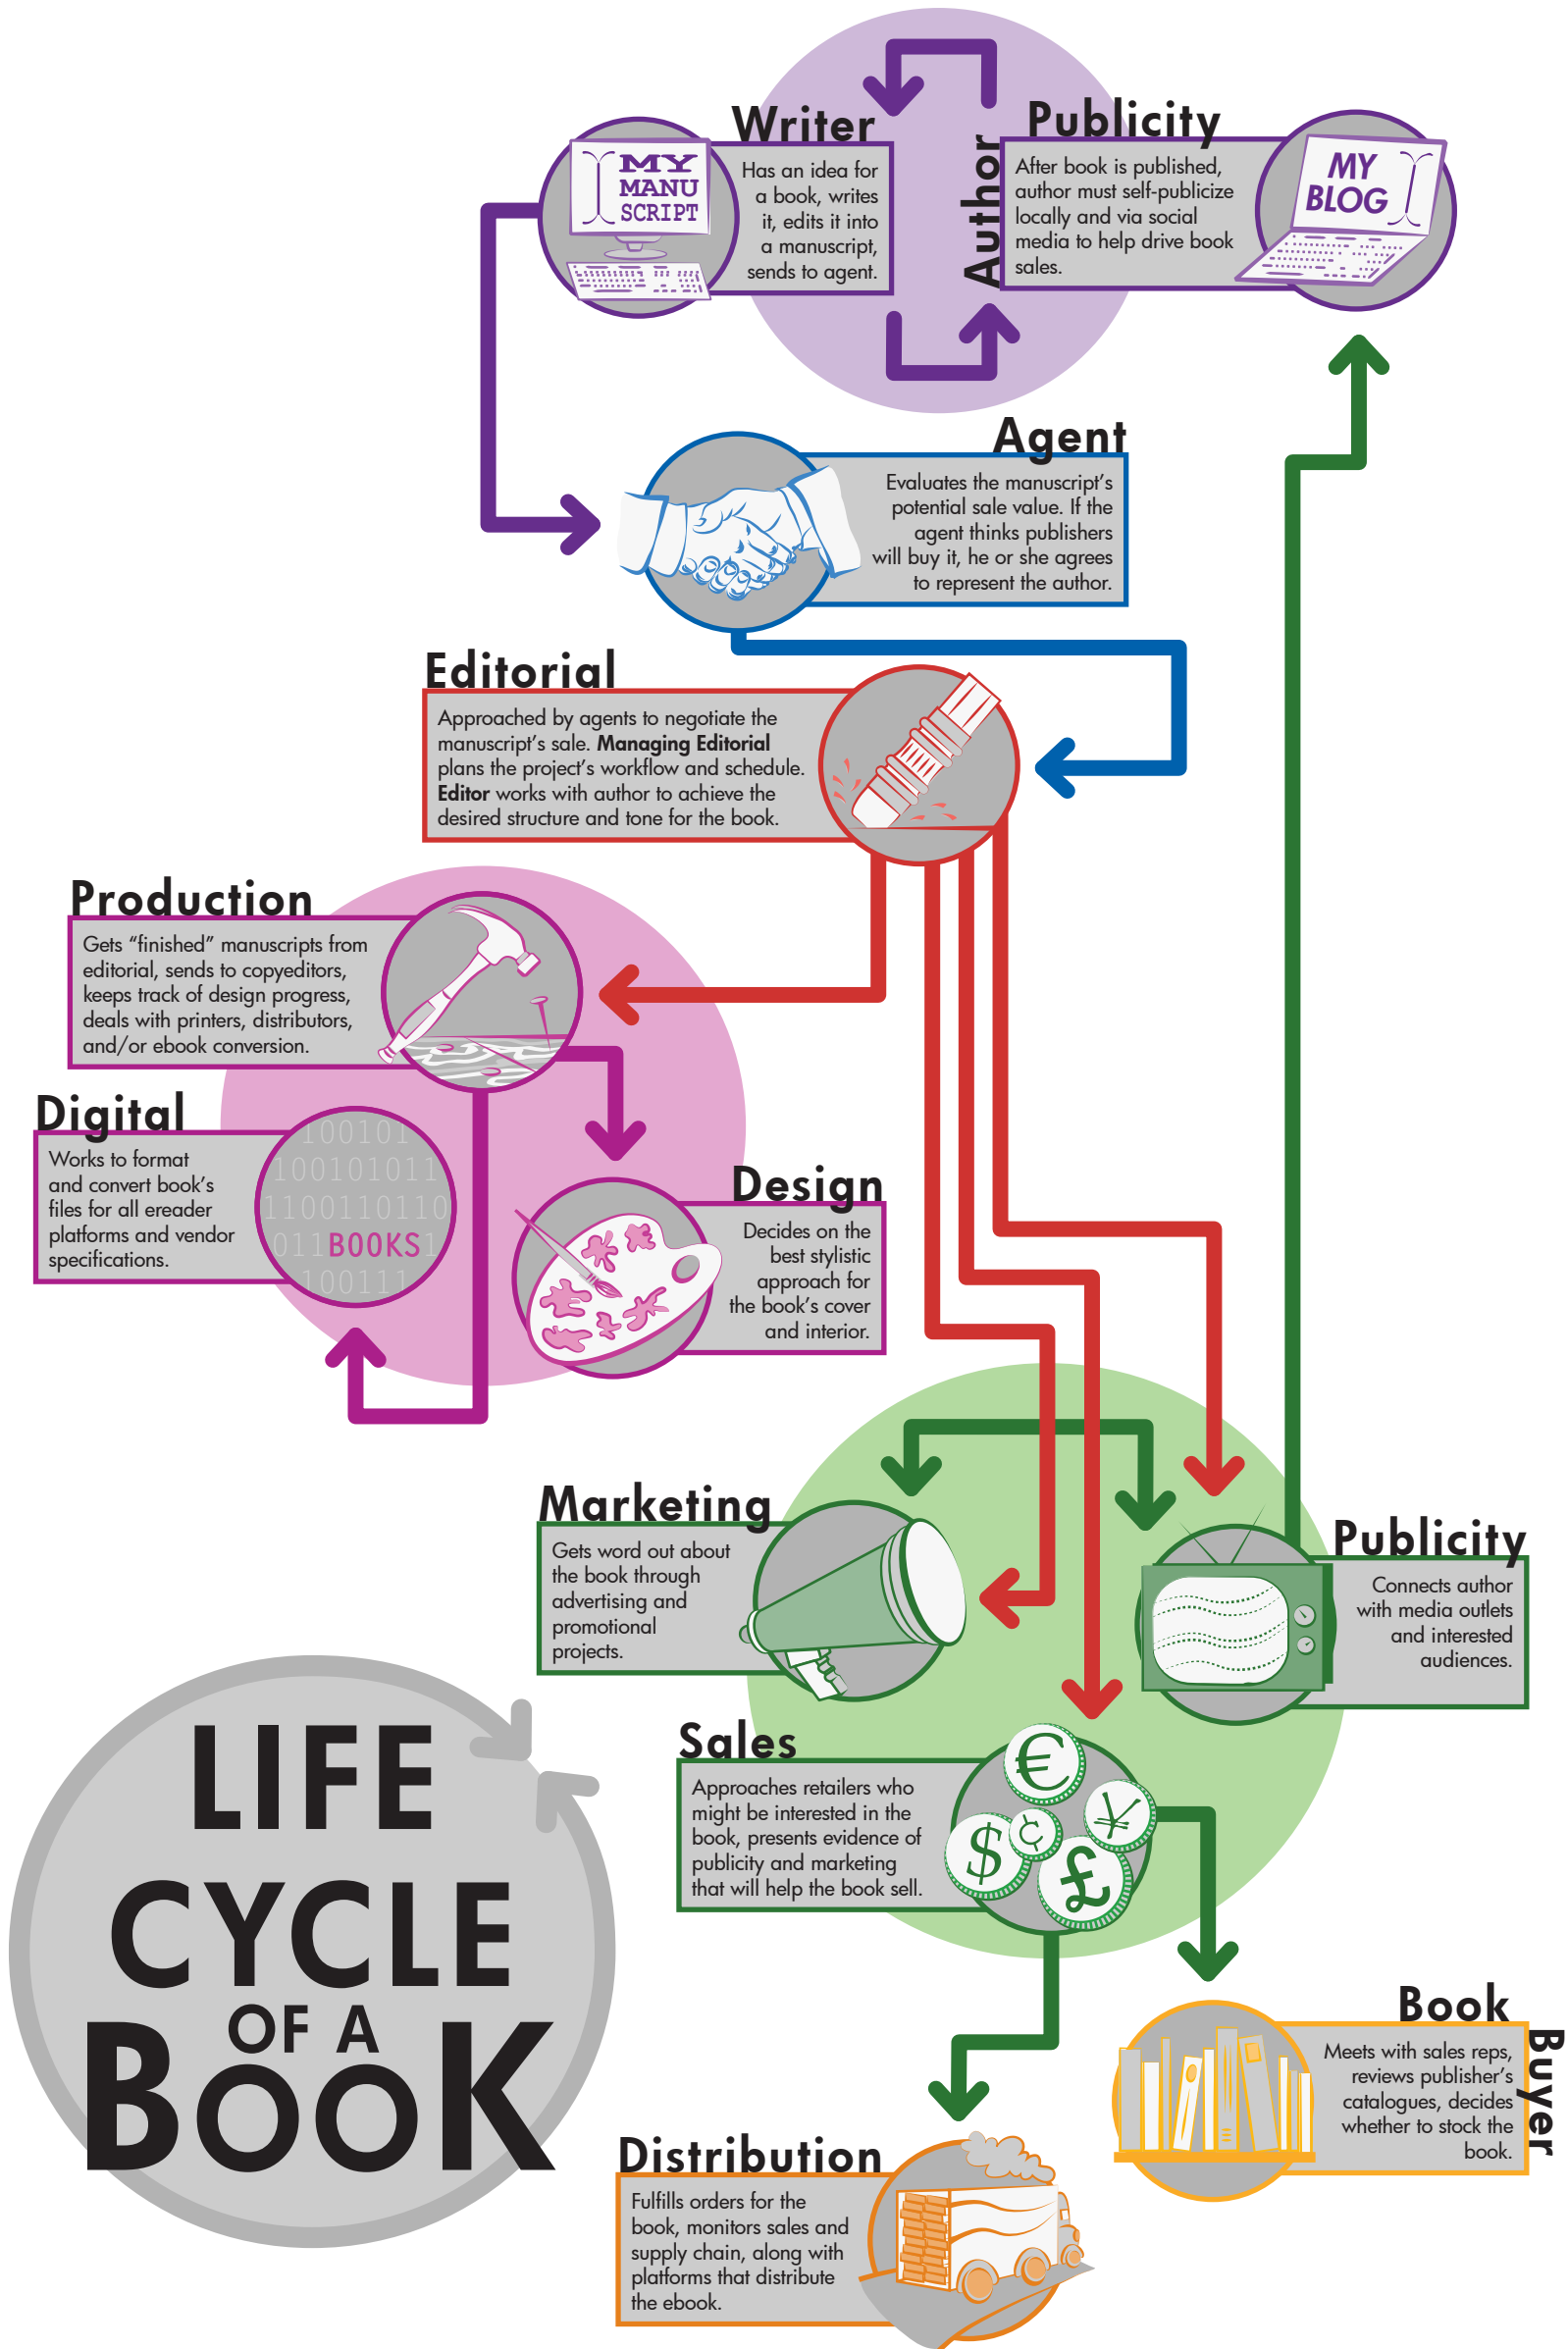 Writer
Has an idea for
a book, writes
it, edits it into
a manuscript,
sends to agent.
MY
MANU
SCRIPT
Author
Publicity
After book is published,
author must self-publicize
locally and via social
media to help drive book
sales.
MY
BLOG
Agent
Evaluates the manuscript’s
potential sale value. If the
agent thinks publishers
will buy it, he or she agrees
to represent the author.
Editorial
Approached by agents to negotiate the
manuscript’s sale. Managing Editorial
plans the project’s workflow and schedule.
Editor works with author to achieve the
desired structure and tone for the book.
Production
Gets “finished” manuscripts from
editorial, sends to copyeditors,
keeps track of design progress,
deals with printers, distributors,
and/or ebook conversion.
Digital
Works to format
and convert book’s
files for all ereader
platforms and vendor
specifications.
100101
100101011
1100110110
011BOOKS1
100111
Design
Decides on the
best stylistic
approach for
the book’s cover
and interior.
Marketing
Gets word out about
the book through
advertising and
promotional
projects.
Publicity
Connects author
with media outlets
and interested
audiences.
Sales
Approaches retailers who
might be interested in the
book, presents evidence of
publicity and marketing
that will help the book sell.
€
¥
$
¢
£
LIFE
CYCLE
OF A
BOOK
Book
Buyer
Meets with sales reps,
reviews publisher’s
catalogues, decides
whether to stock the
book.
Distribution
Fulfills orders for the
book, monitors sales and
supply chain, along with
platforms that distribute
the ebook.